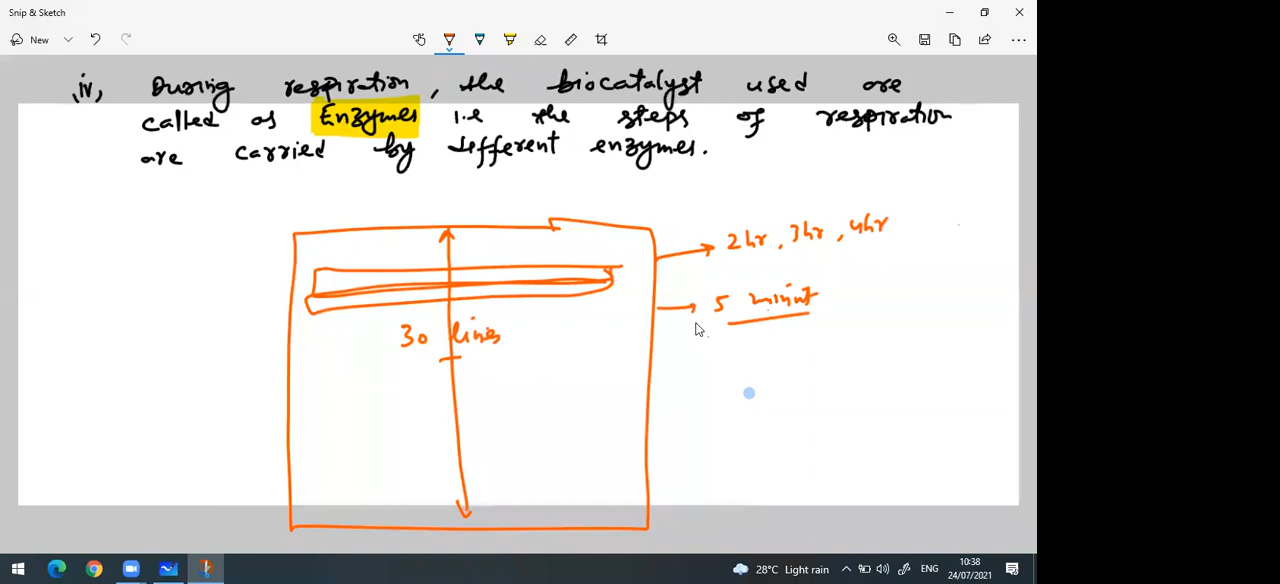 Snip & Sketch
New
iv, During respiration, the biocatalyst used are
called as Enzymes i.e the steps of respiration
are carried by different enzymes.
2hr, 3hr, 4hr
5 minut
30 lines
28°C Light rain
ENG
10:38
24/07/2021